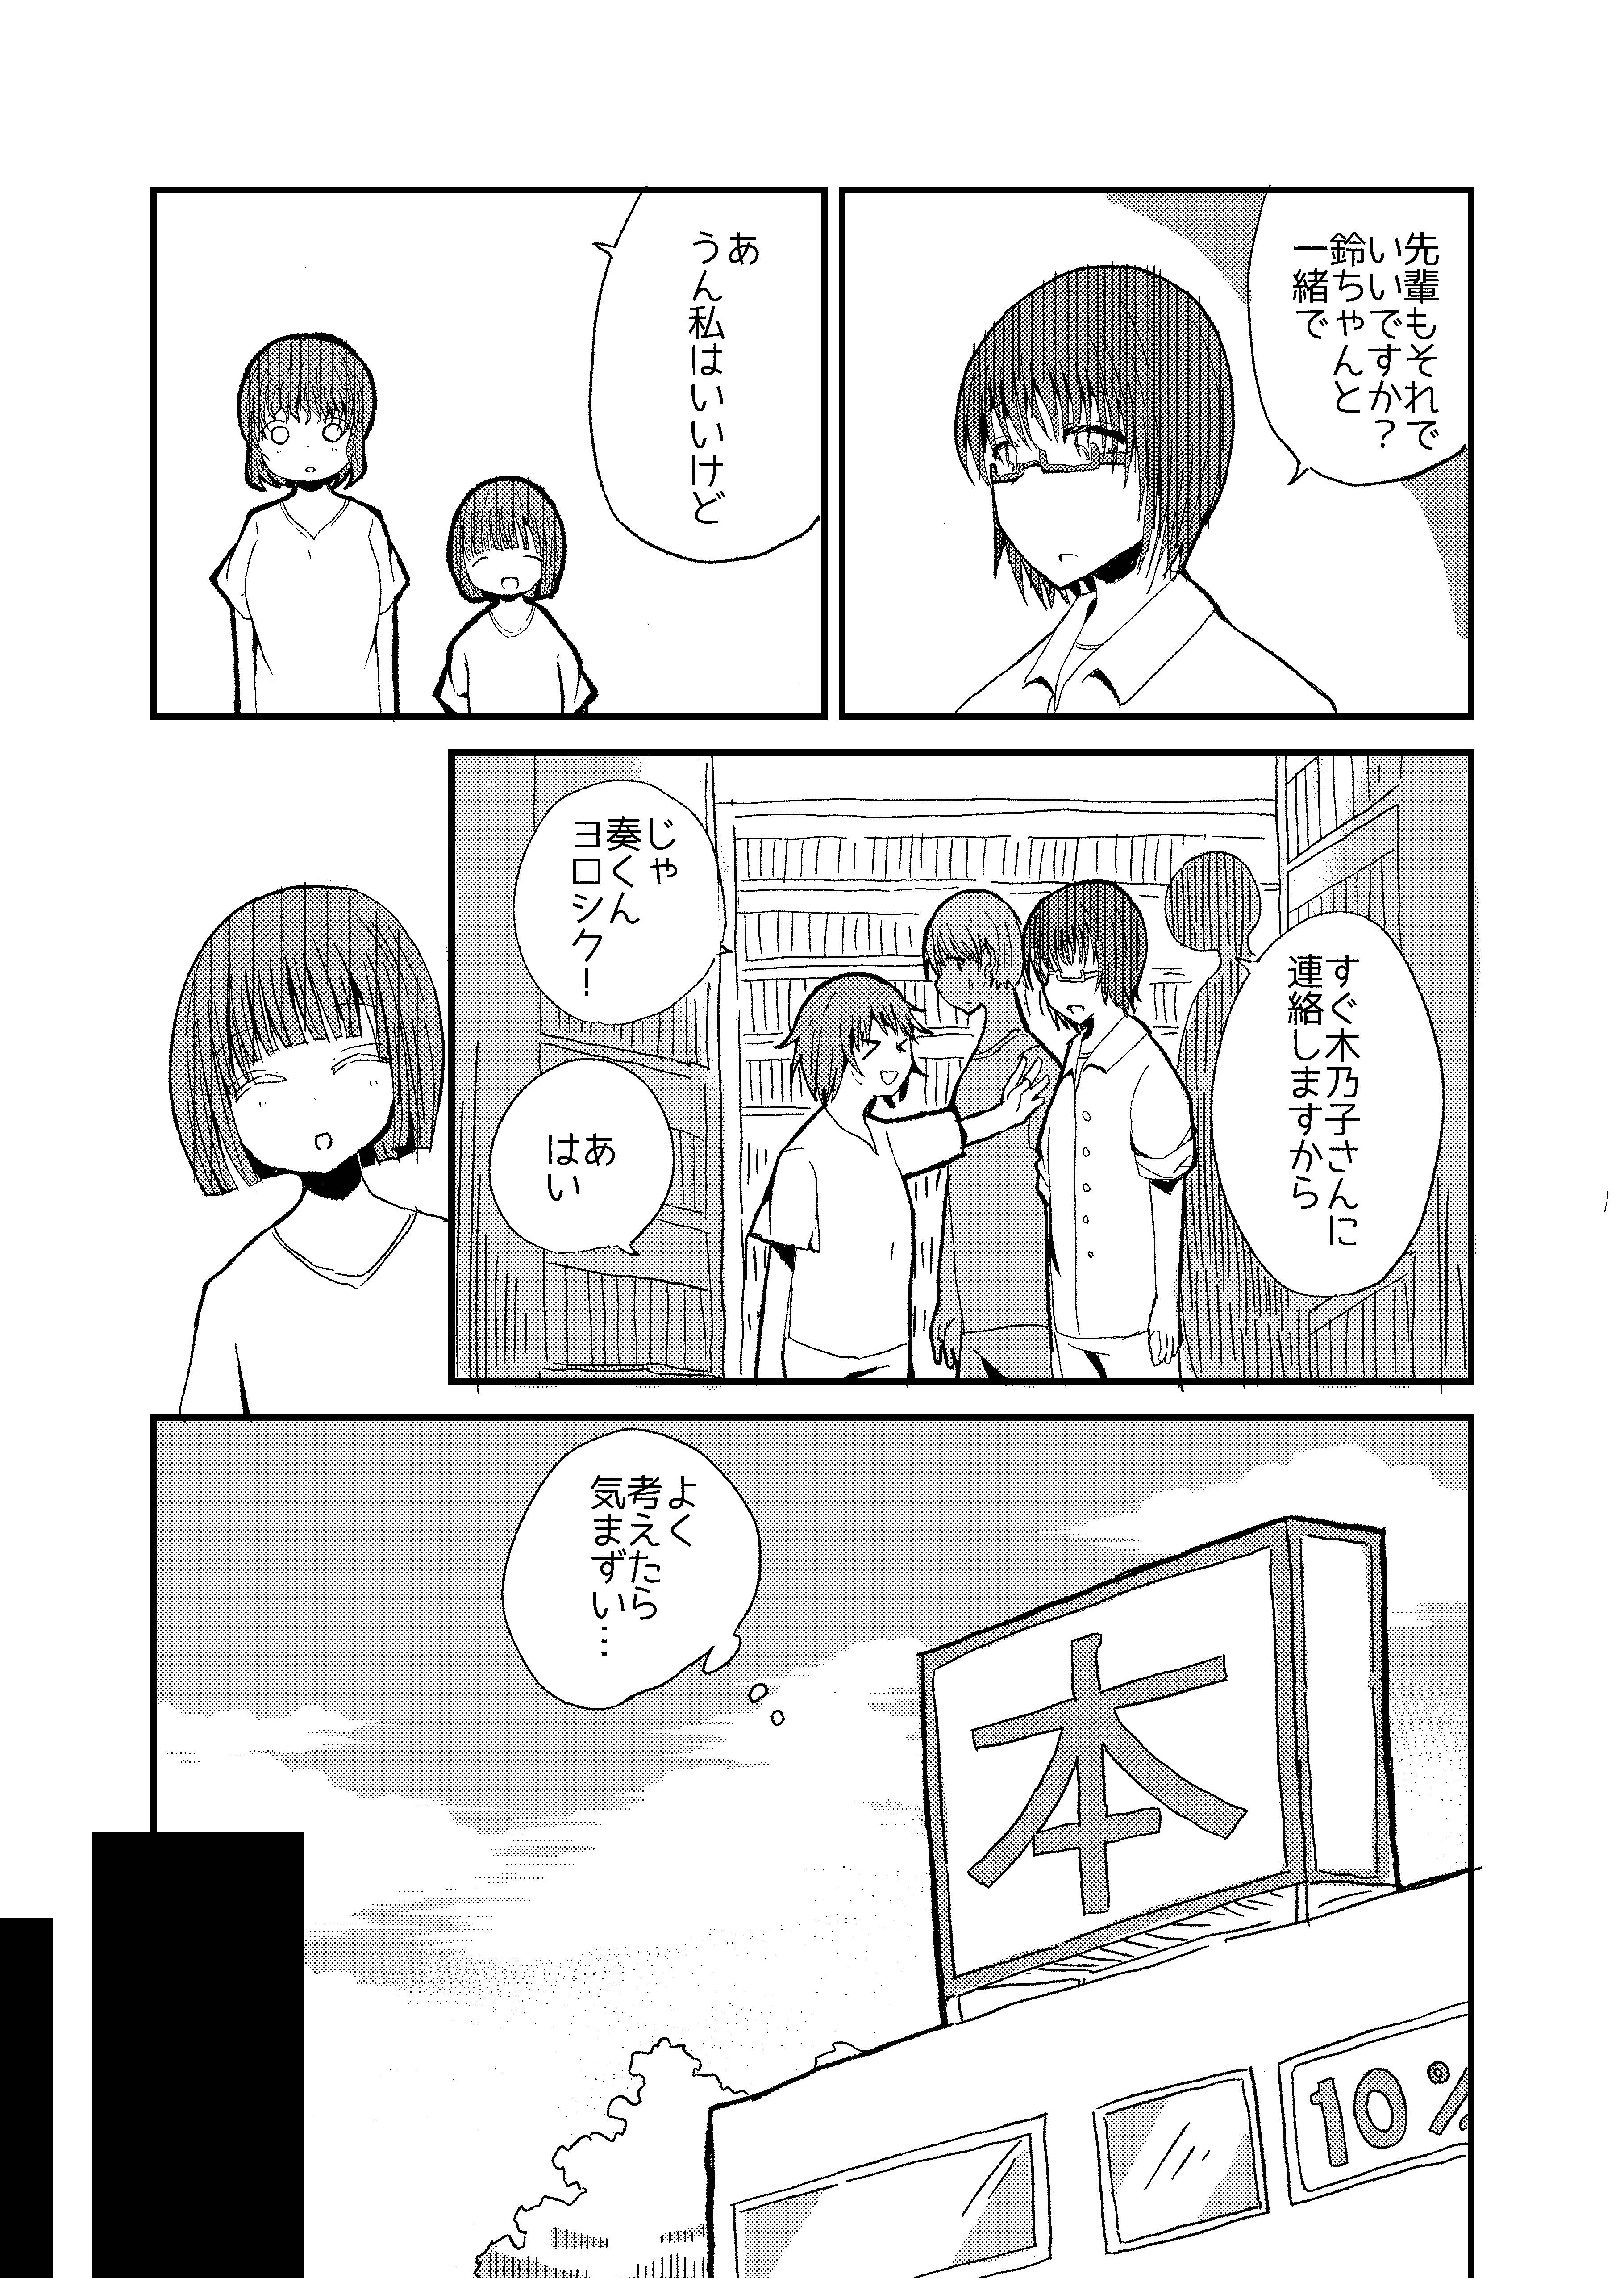 先輩もそれで
いいですか?
鈴ちゃんと
一緒で
あ
うん私はいいけど
すぐ木乃子さんに
連絡しますから
じゃ
奏くん
ヨロシク!
あ
はい
よく
考えたら
気まずい…
本
10%